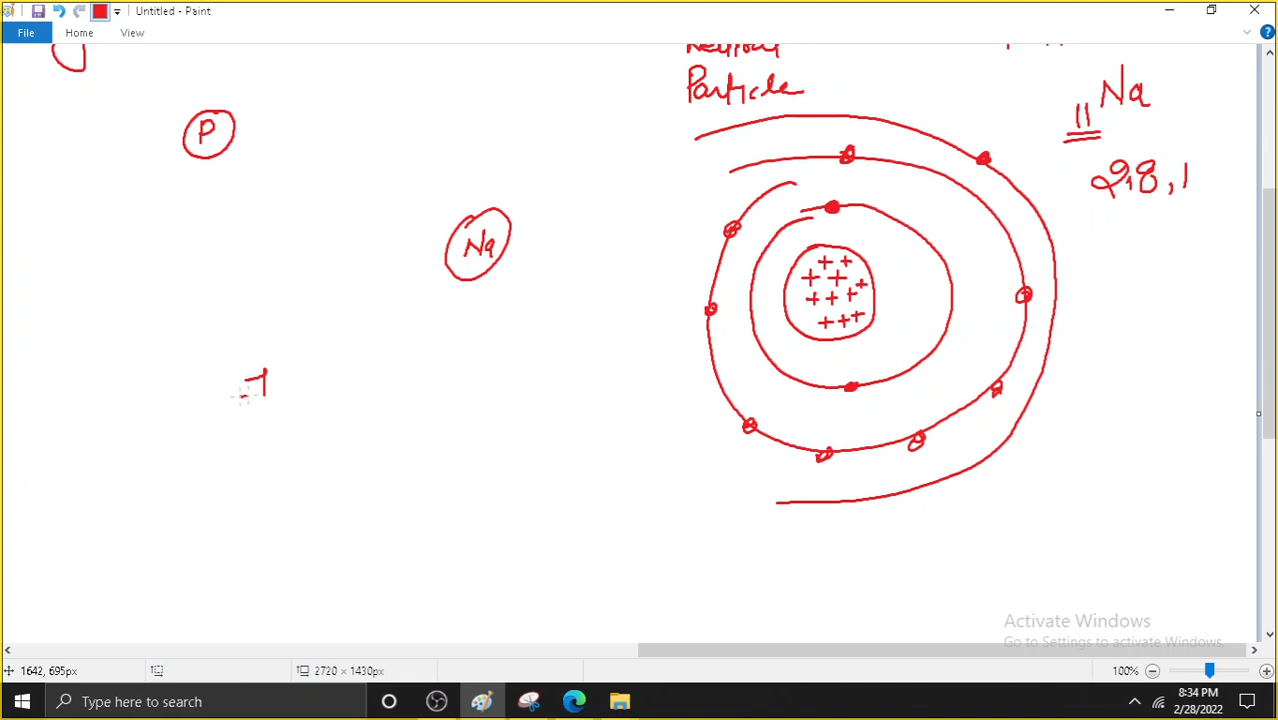 Untitled - Paint
File Home View
Neutral
Particle
11 Na
2,8,1
P
Na
+ +
+ + +
+ + +
+ + +
Activate Windows
Go to Settings to activate Windows.
1642, 695px
2720 × 1430px
100%
Type here to search
8:34 PM
2/28/2022